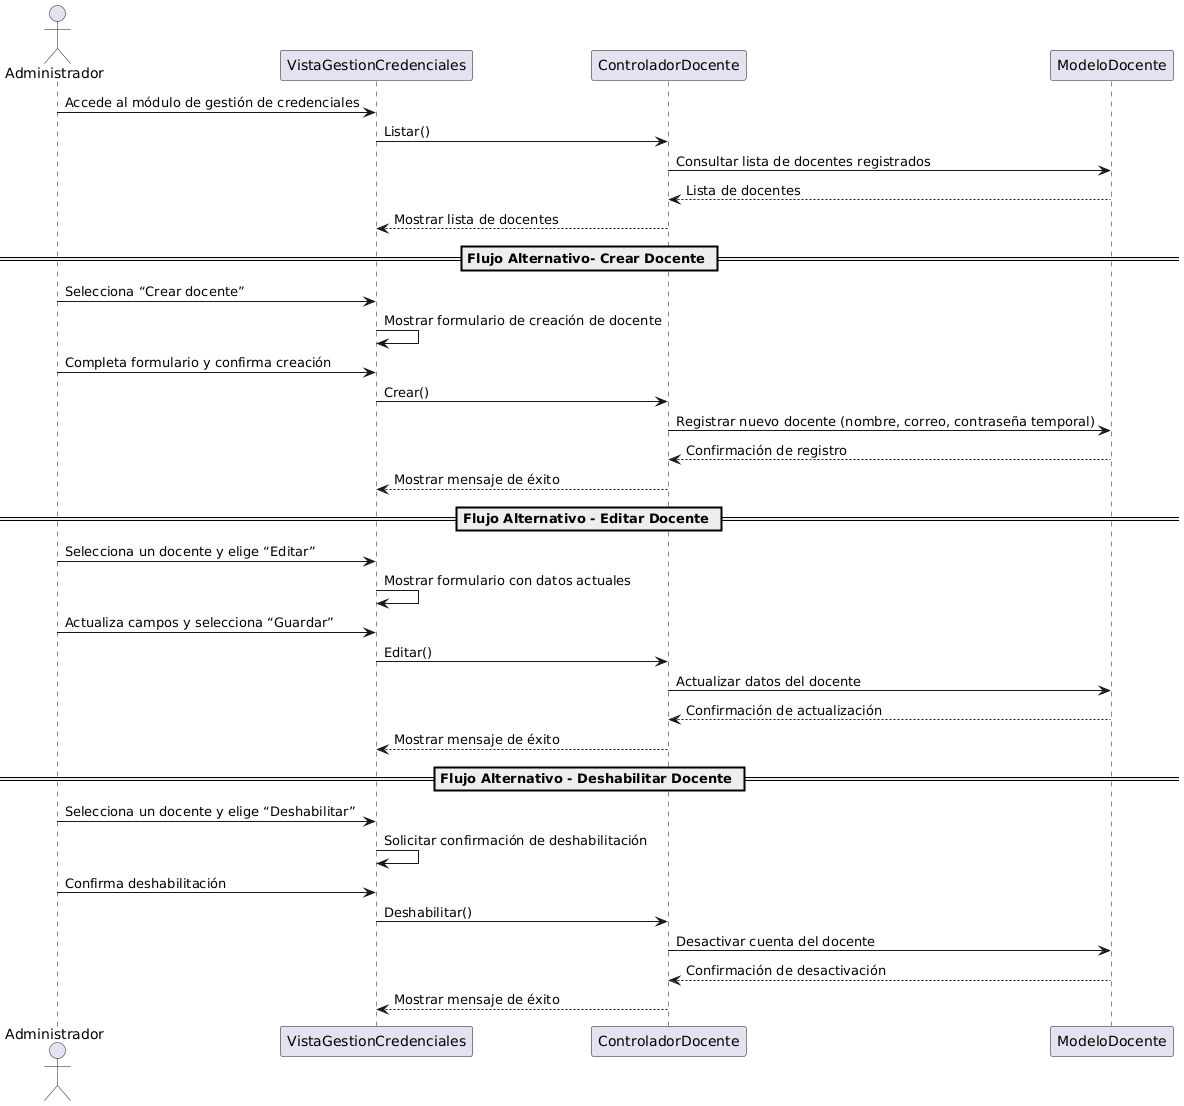 Administrador
VistaGestionCredenciales
ControladorDocente
ModeloDocente
Accede al módulo de gestión de credenciales
Listar()
Consultar lista de docentes registrados
Lista de docentes
Mostrar lista de docentes
Flujo Alternativo- Crear Docente
Selecciona “Crear docente”
Mostrar formulario de creación de docente
Completa formulario y confirma creación
Crear()
Registrar nuevo docente (nombre, correo, contraseña temporal)
Confirmación de registro
Mostrar mensaje de éxito
Flujo Alternativo - Editar Docente
Selecciona un docente y elige “Editar”
Mostrar formulario con datos actuales
Actualiza campos y selecciona “Guardar”
Editar()
Actualizar datos del docente
Confirmación de actualización
Mostrar mensaje de éxito
Flujo Alternativo - Deshabilitar Docente
Selecciona un docente y elige “Deshabilitar”
Solicitar confirmación de deshabilitación
Confirma deshabilitación
Deshabilitar()
Desactivar cuenta del docente
Confirmación de desactivación
Mostrar mensaje de éxito
Administrador
VistaGestionCredenciales
ControladorDocente
ModeloDocente